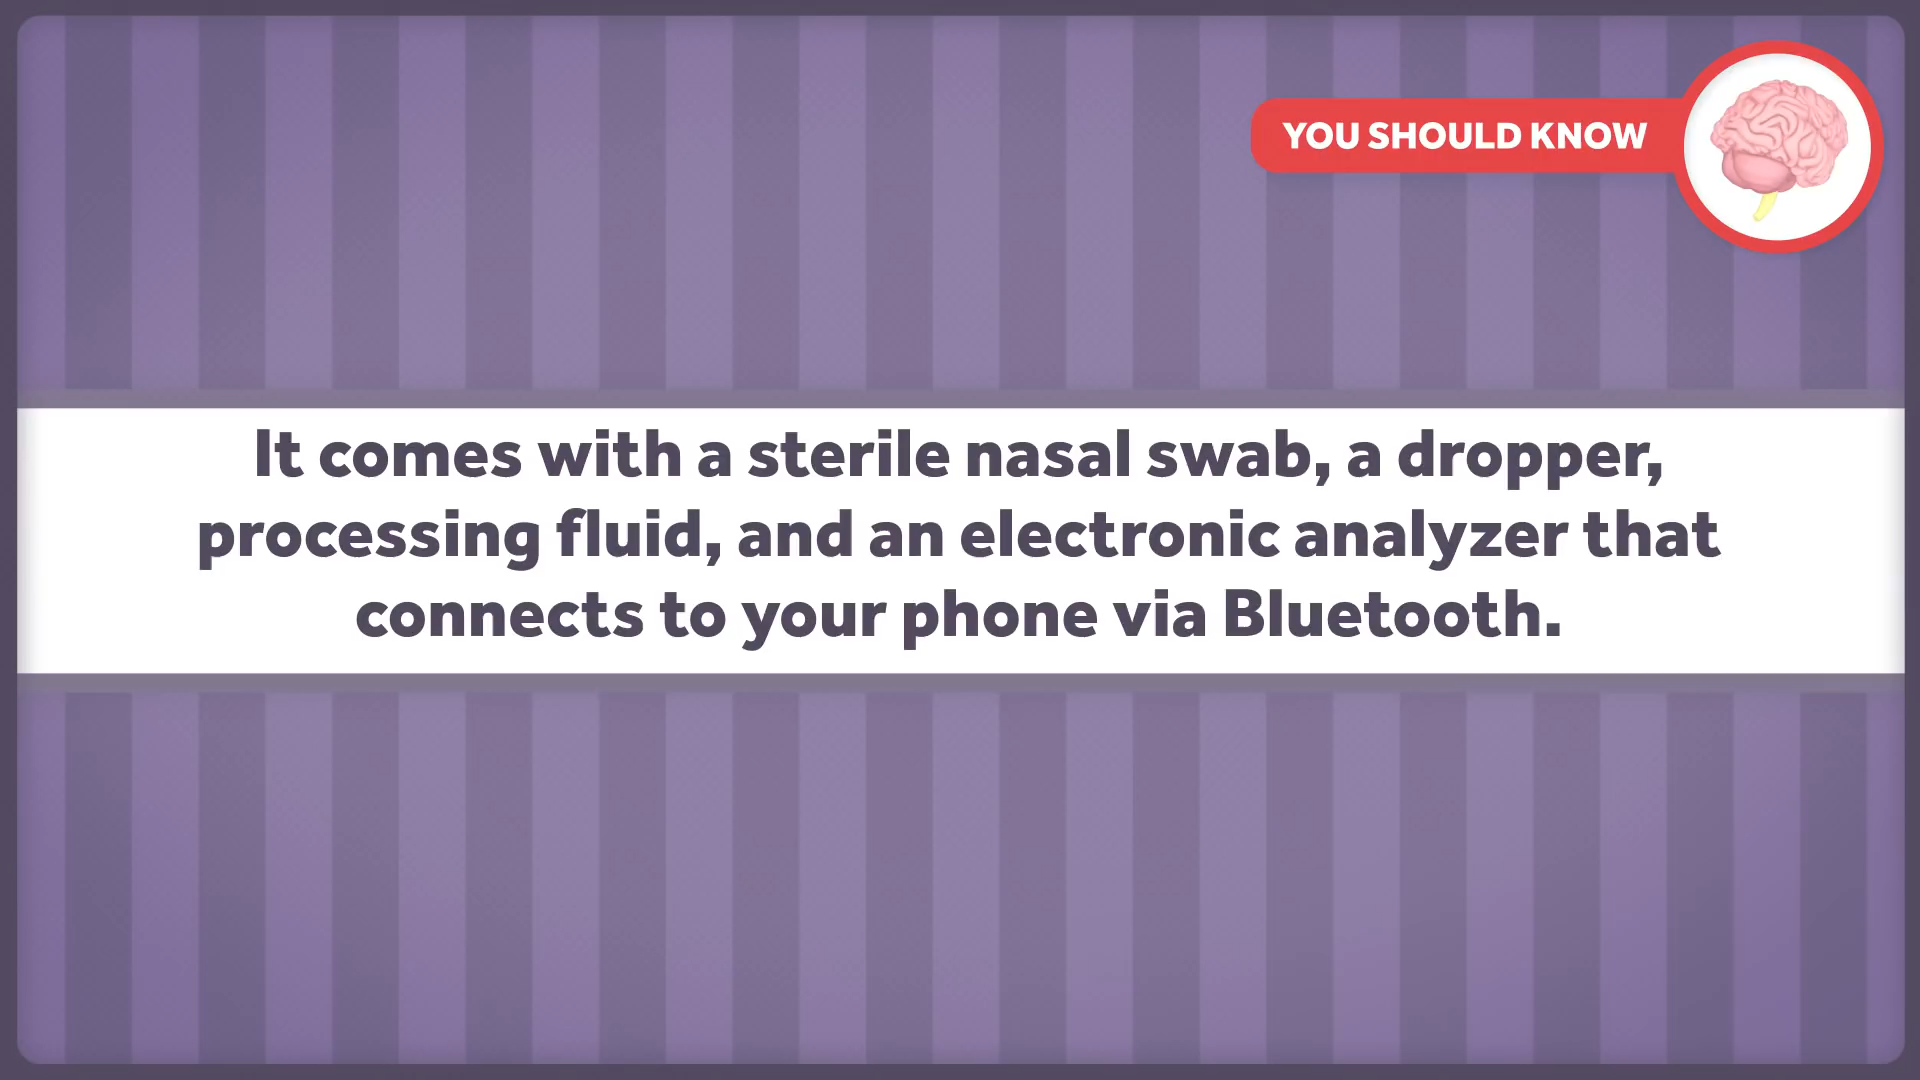 YOU SHOULD KNOW
It comes with a sterile nasal swab, a dropper,
processing fluid, and an electronic analyzer that
connects to your phone via Bluetooth.